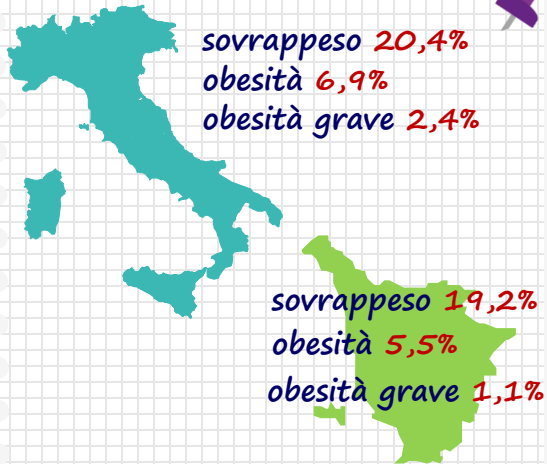 sovrappeso 20,4%
obesità 6,9%
obesità grave 2,4%
sovrappeso 19,2%
obesità 5,5%
obesità grave 1,1%